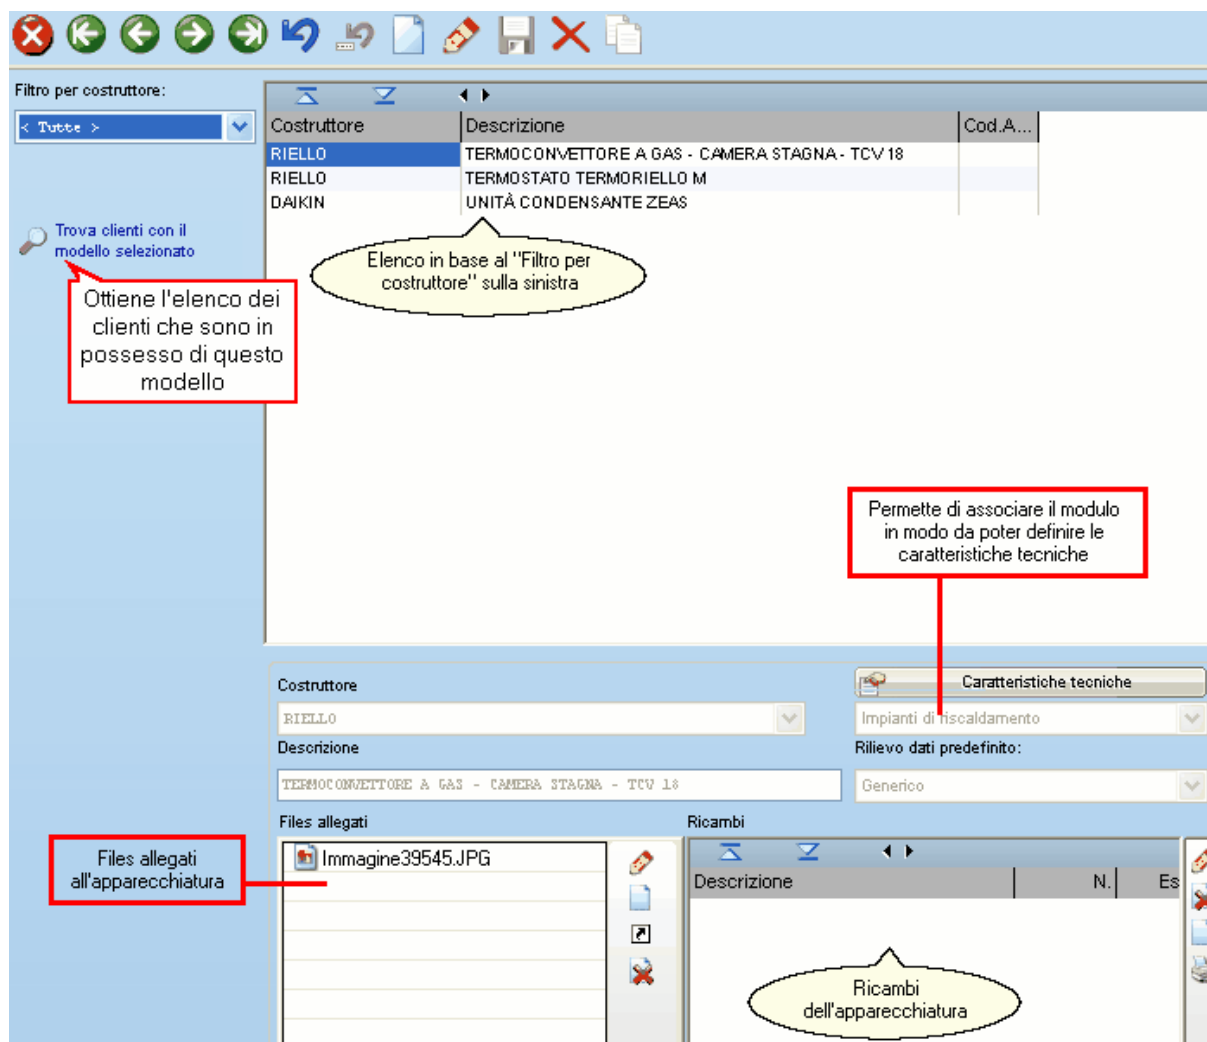 Filtro per costruttore:
< Tutte >
Costruttore Descrizione Cod.A...
RIELLO TERMOCONVETTORE A GAS - CAMERA STAGNA - TCV 18
RIELLO TERMOSTATO TERMORIELLO M
DAIKIN UNITÀ CONDENSANTE ZEAS
Trova clienti con il
modello selezionato
Elenco in base al "Filtro per
costruttore" sulla sinistra
Ottiene l'elenco dei
clienti che sono in
possesso di questo
modello
Permette di associare il modulo
in modo da poter definire le
caratteristiche tecniche
Costruttore
Caratteristiche tecniche
RIELLO
Impianti di riscaldamento
Descrizione
Rilievo dati predefinito:
TERMOCONVETTORE A GAS - CAMERA STAGNA - TCV 18
Generico
Files allegati
Ricambi
Files allegati
all'apparecchiatura
Immagine39545.JPG
Descrizione N. Es
Ricambi
dell'apparecchiatura